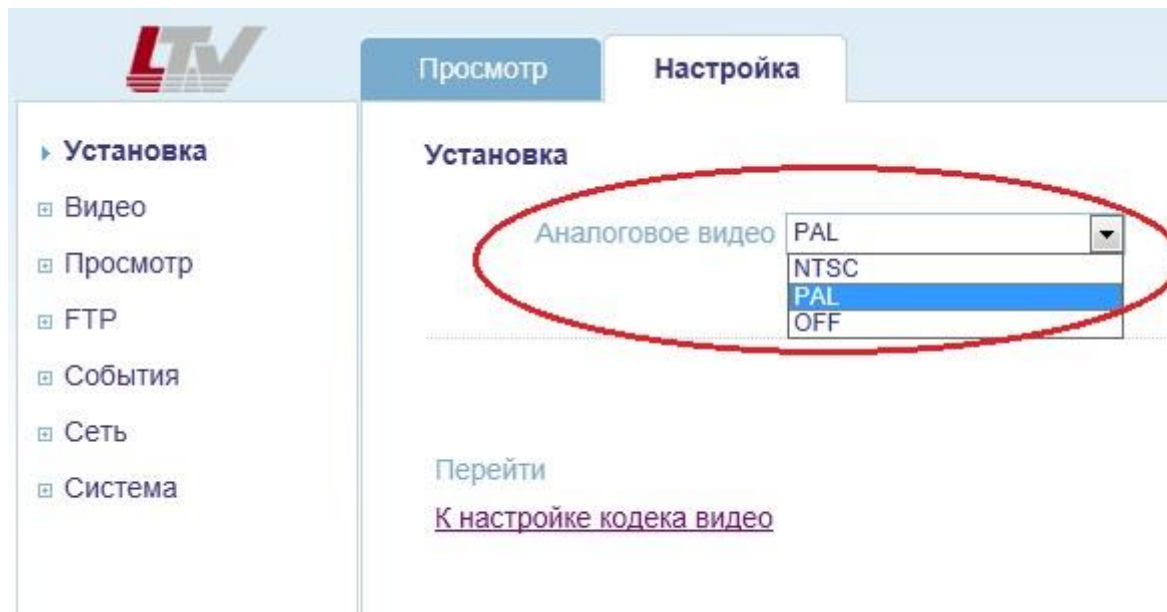 LTV
Просмотр
Настройка
Установка
Видео
Просмотр
FTP
События
Сеть
Система
Установка
Аналоговое видео PAL
NTSC
PAL
OFF
Перейти
К настройке кодека видео